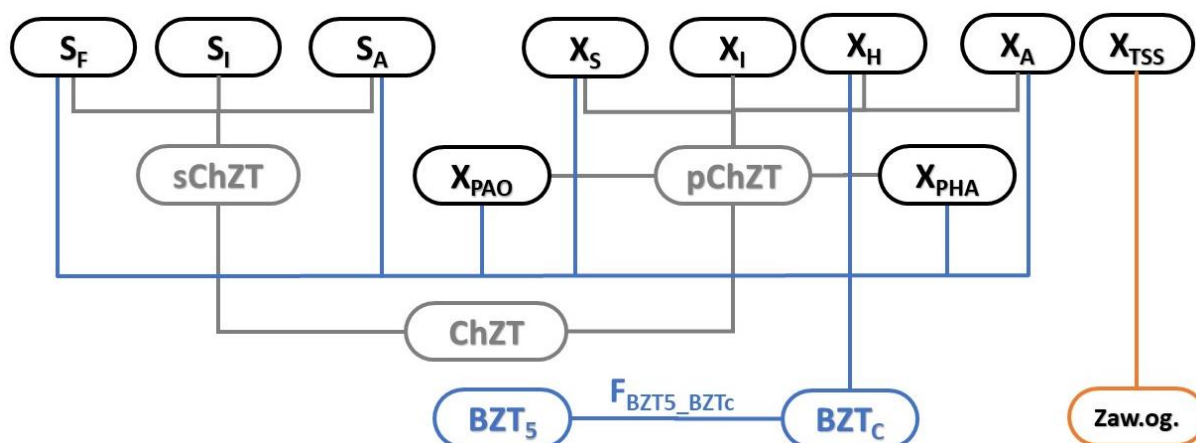 S_F S_I S_A X_S X_I X_H X_A X_TSS
sChZT X_PAO pChZT X_PHA
ChZT
F_BZT5_BZTc
BZT_5 BZT_C Zaw.og.